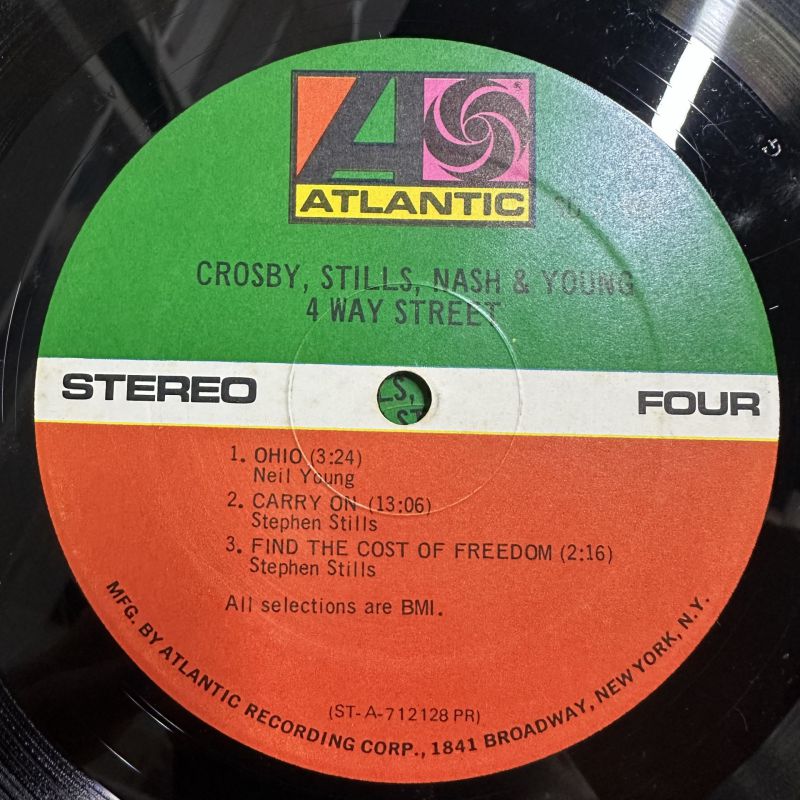 ATLANTIC
CROSBY, STILLS, NASH & YOUNG
4 WAY STREET
STEREO
FOUR
1. OHIO (3:24)
Neil Young
2. CARRY ON (13:06)
Stephen Stills
3. FIND THE COST OF FREEDOM (2:16)
Stephen Stills
All selections are BMI.
(ST-A-712128 PR)
MFG. BY ATLANTIC RECORDING CORP., 1841 BROADWAY, NEW YORK, N.Y.